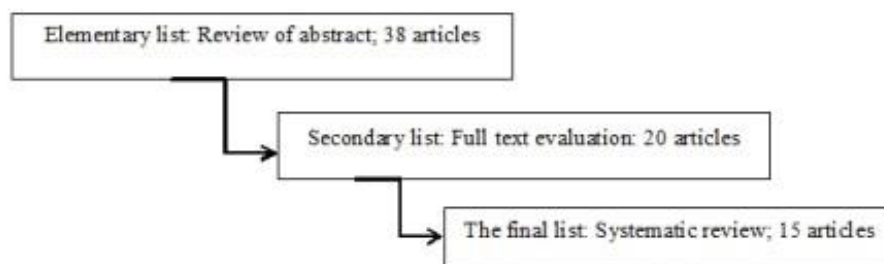 Elementary list: Review of abstract; 38 articles
Secondary list: Full text evaluation: 20 articles
The final list: Systematic review; 15 articles